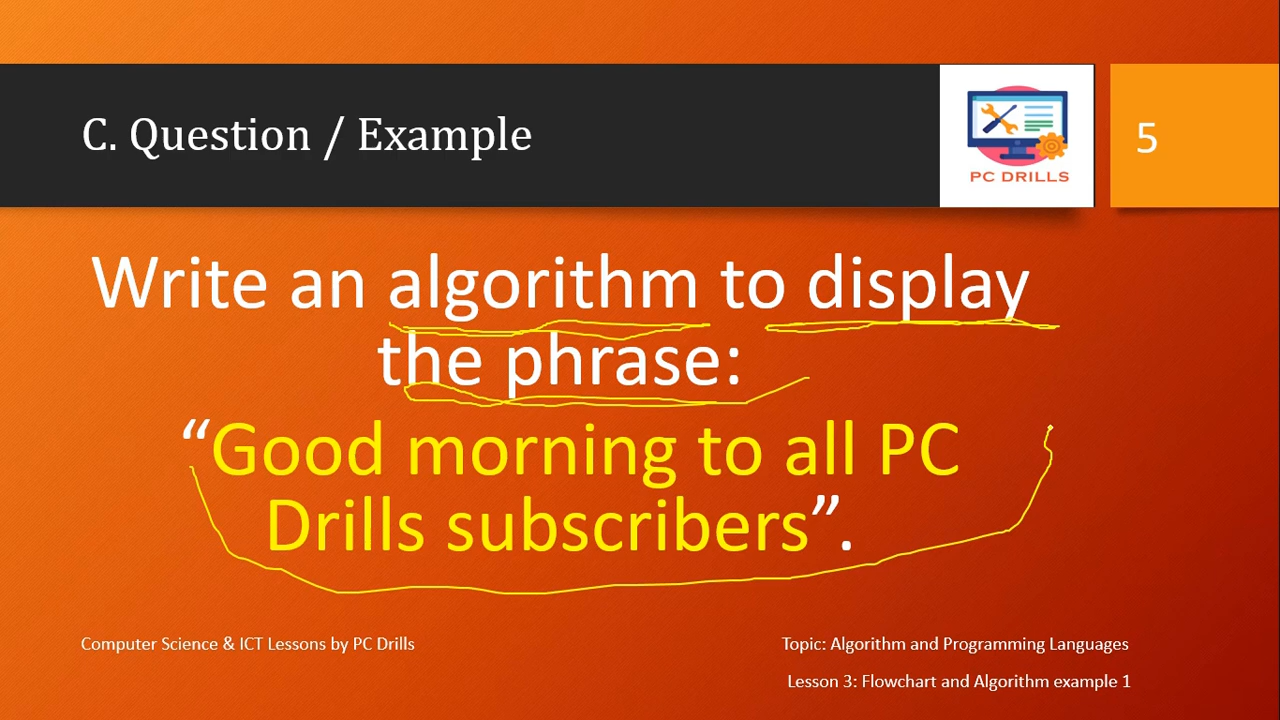 C. Question / Example
PC DRILLS
5
Write an algorithm to display
the phrase:
“Good morning to all PC
Drills subscribers”.
Computer Science & ICT Lessons by PC Drills
Topic: Algorithm and Programming Languages
Lesson 3: Flowchart and Algorithm example 1